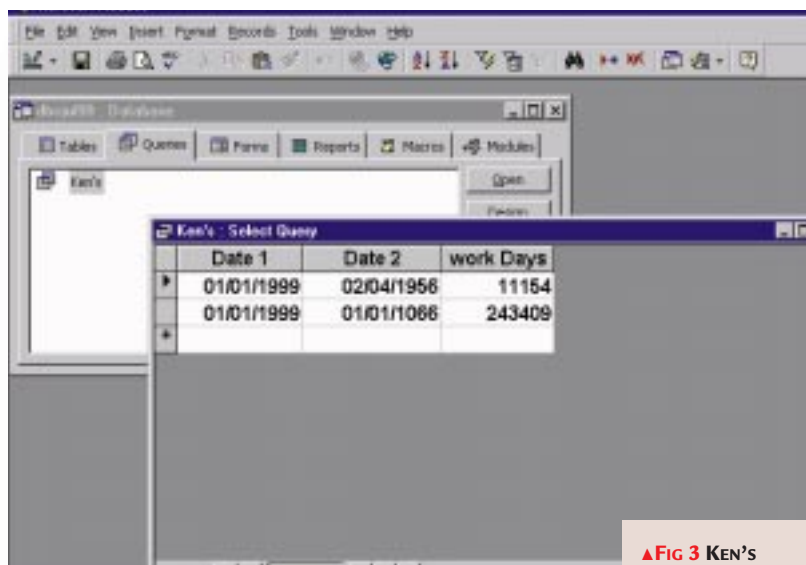 File Edit View Insert Format Records Tools Window Help
Database
Tables Queries Forms Reports Macros Modules
Ken's Open
Design
Ken's : Select Query
Date 1 Date 2 work Days
01/01/1999 02/04/1956 11154
01/01/1999 01/01/1066 243409
▲FIG 3 KEN'S